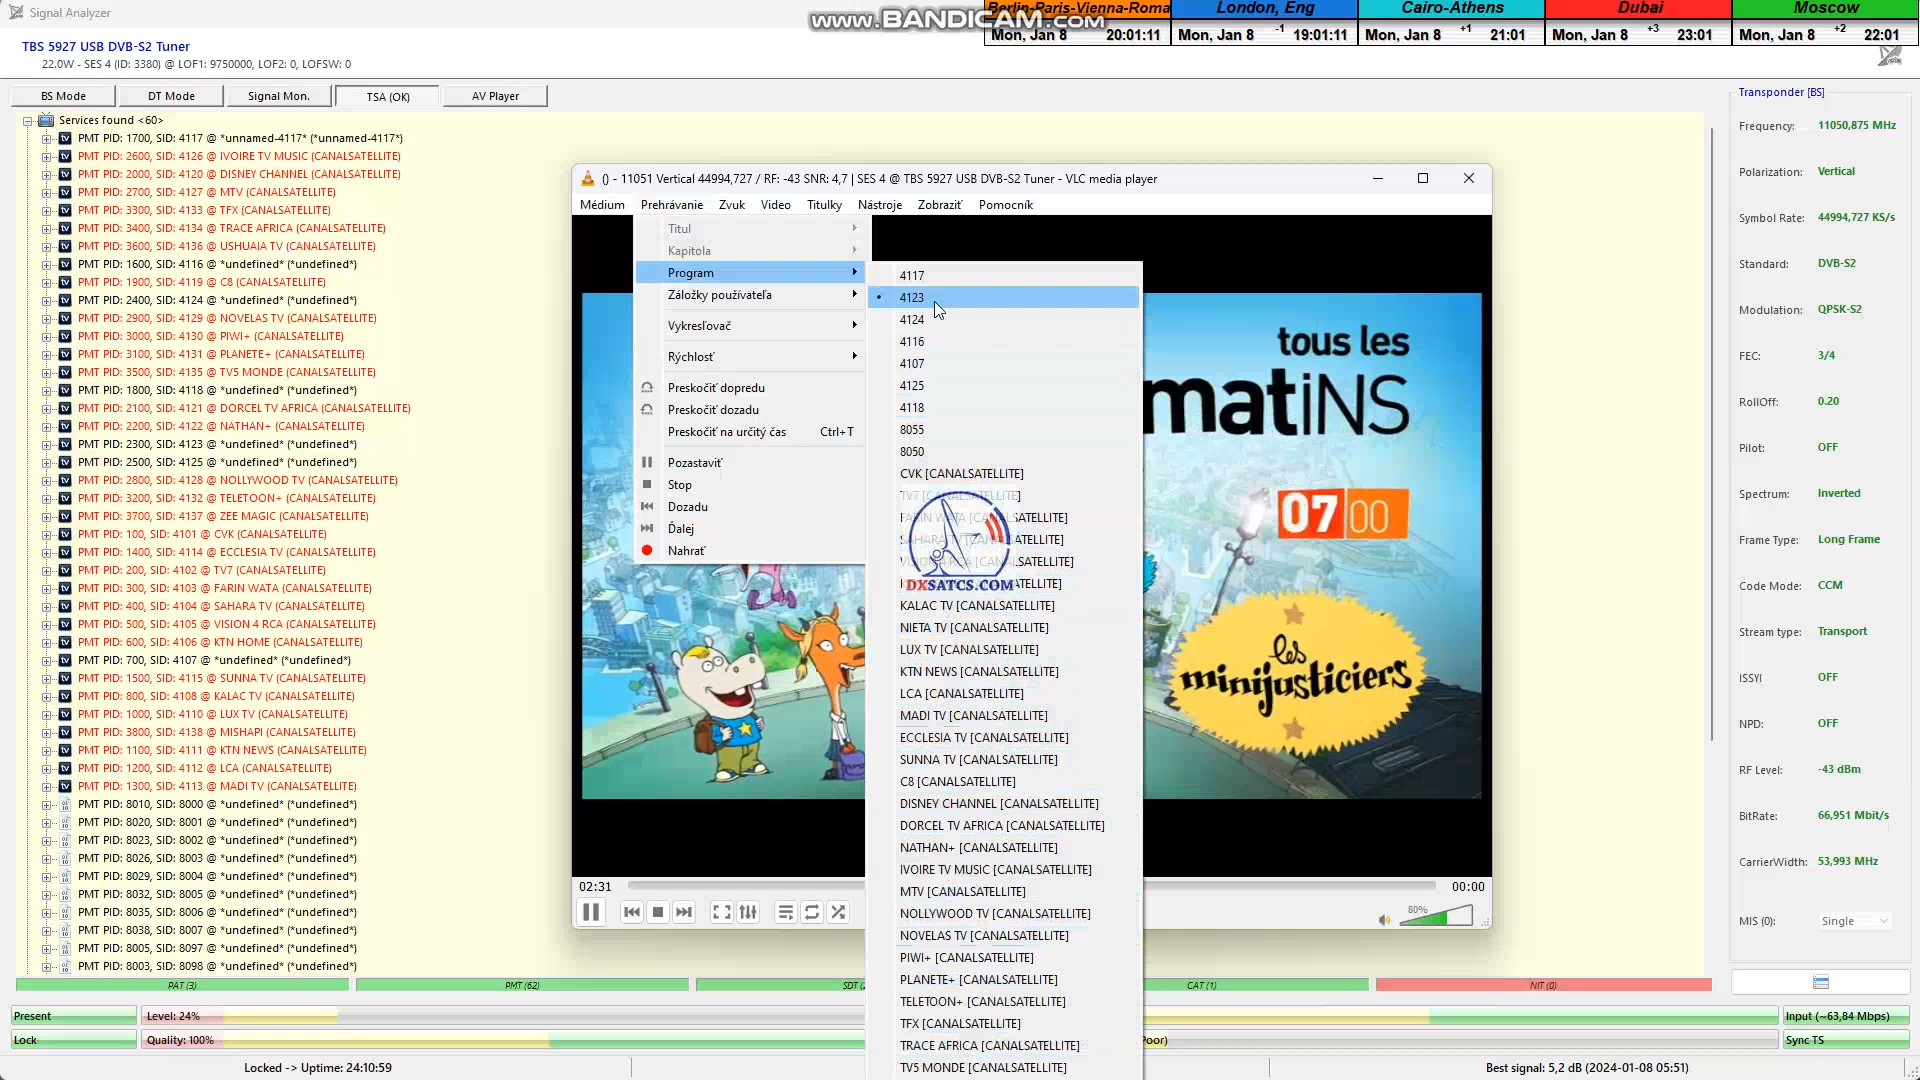 Signal Analyzer
www.BANDICAM.com
Berlin-Paris-Vienna-Roma
London, Eng
Cairo-Athens
Dubai
Moscow
Mon, Jan 8 20:01:11
Mon, Jan 8 -1 19:01:11
Mon, Jan 8 +1 21:01
Mon, Jan 8 +3 23:01
Mon, Jan 8 +2 22:01
TBS 5927 USB DVB-S2 Tuner
22.0W - SES 4 (ID: 3380) @ LOF1: 9750000, LOF2: 0, LOFSW: 0
BS Mode
DT Mode
Signal Mon.
TSA (OK)
AV Player
Services found <60>
PMT PID: 1700, SID: 4117 @ *unnamed-4117* (*unnamed-4117*)
PMT PID: 2600, SID: 4126 @ IVOIRE TV MUSIC (CANALSATELLITE)
PMT PID: 2000, SID: 4120 @ DISNEY CHANNEL (CANALSATELLITE)
PMT PID: 2700, SID: 4127 @ MTV (CANALSATELLITE)
PMT PID: 3300, SID: 4133 @ TFX (CANALSATELLITE)
PMT PID: 3400, SID: 4134 @ TRACE AFRICA (CANALSATELLITE)
PMT PID: 3600, SID: 4136 @ USHUAIA TV (CANALSATELLITE)
PMT PID: 1600, SID: 4116 @ *undefined* (*undefined*)
PMT PID: 1900, SID: 4119 @ C8 (CANALSATELLITE)
PMT PID: 2400, SID: 4124 @ *undefined* (*undefined*)
PMT PID: 2900, SID: 4129 @ NOVELAS TV (CANALSATELLITE)
PMT PID: 3000, SID: 4130 @ PIWI+ (CANALSATELLITE)
PMT PID: 3100, SID: 4131 @ PLANETE+ (CANALSATELLITE)
PMT PID: 3500, SID: 4135 @ TV5 MONDE (CANALSATELLITE)
PMT PID: 1800, SID: 4118 @ *undefined* (*undefined*)
PMT PID: 2100, SID: 4121 @ DORCEL TV AFRICA (CANALSATELLITE)
PMT PID: 2200, SID: 4122 @ NATHAN+ (CANALSATELLITE)
PMT PID: 2300, SID: 4123 @ *undefined* (*undefined*)
PMT PID: 2500, SID: 4125 @ *undefined* (*undefined*)
PMT PID: 2800, SID: 4128 @ NOLLYWOOD TV (CANALSATELLITE)
PMT PID: 3200, SID: 4132 @ TELETOON+ (CANALSATELLITE)
PMT PID: 3700, SID: 4137 @ ZEE MAGIC (CANALSATELLITE)
PMT PID: 100, SID: 4101 @ CVK (CANALSATELLITE)
PMT PID: 1400, SID: 4114 @ ECCLESIA TV (CANALSATELLITE)
PMT PID: 200, SID: 4102 @ TV7 (CANALSATELLITE)
PMT PID: 300, SID: 4103 @ FARIN WATA (CANALSATELLITE)
PMT PID: 400, SID: 4104 @ SAHARA TV (CANALSATELLITE)
PMT PID: 500, SID: 4105 @ VISION 4 RCA (CANALSATELLITE)
PMT PID: 600, SID: 4106 @ KTN HOME (CANALSATELLITE)
PMT PID: 700, SID: 4107 @ *undefined* (*undefined*)
PMT PID: 1500, SID: 4115 @ SUNNA TV (CANALSATELLITE)
PMT PID: 800, SID: 4108 @ KALAC TV (CANALSATELLITE)
PMT PID: 1000, SID: 4110 @ LUX TV (CANALSATELLITE)
PMT PID: 3800, SID: 4138 @ MISHAPI (CANALSATELLITE)
PMT PID: 1100, SID: 4111 @ KTN NEWS (CANALSATELLITE)
PMT PID: 1200, SID: 4112 @ LCA (CANALSATELLITE)
PMT PID: 1300, SID: 4113 @ MADI TV (CANALSATELLITE)
PMT PID: 8010, SID: 8000 @ *undefined* (*undefined*)
PMT PID: 8020, SID: 8001 @ *undefined* (*undefined*)
PMT PID: 8023, SID: 8002 @ *undefined* (*undefined*)
PMT PID: 8026, SID: 8003 @ *undefined* (*undefined*)
PMT PID: 8029, SID: 8004 @ *undefined* (*undefined*)
PMT PID: 8032, SID: 8005 @ *undefined* (*undefined*)
PMT PID: 8035, SID: 8006 @ *undefined* (*undefined*)
PMT PID: 8038, SID: 8007 @ *undefined* (*undefined*)
PMT PID: 8005, SID: 8097 @ *undefined* (*undefined*)
PMT PID: 8003, SID: 8098 @ *undefined* (*undefined*)
() - 11051 Vertical 44994,727 / RF: -43 SNR: 4,7 | SES 4 @ TBS 5927 USB DVB-S2 Tuner - VLC media player
Médium
Prehrávanie
Zvuk
Video
Titulky
Nástroje
Zobraziť
Pomocník
Titul
Kapitola
Program
Záložky používateľa
Vykresľovač
Rýchlosť
Preskočiť dopredu
Preskočiť dozadu
Preskočiť na určitý čas Ctrl+T
Pozastaviť
Stop
Dozadu
Ďalej
Nahrať
4117
4123
4124
4116
4107
4125
4118
8055
8050
CVK [CANALSATELLITE]
TV7 [CANALSATELLITE]
FARIN WATA [CANALSATELLITE]
SAHARA TV [CANALSATELLITE]
VISION 4 RCA [CANALSATELLITE]
DXSATCS.COM
KALAC TV [CANALSATELLITE]
NIETA TV [CANALSATELLITE]
LUX TV [CANALSATELLITE]
KTN NEWS [CANALSATELLITE]
LCA [CANALSATELLITE]
MADI TV [CANALSATELLITE]
ECCLESIA TV [CANALSATELLITE]
SUNNA TV [CANALSATELLITE]
C8 [CANALSATELLITE]
DISNEY CHANNEL [CANALSATELLITE]
DORCEL TV AFRICA [CANALSATELLITE]
NATHAN+ [CANALSATELLITE]
IVOIRE TV MUSIC [CANALSATELLITE]
MTV [CANALSATELLITE]
NOLLYWOOD TV [CANALSATELLITE]
NOVELAS TV [CANALSATELLITE]
PIWI+ [CANALSATELLITE]
PLANETE+ [CANALSATELLITE]
TELETOON+ [CANALSATELLITE]
TFX [CANALSATELLITE]
TRACE AFRICA [CANALSATELLITE]
TV5 MONDE [CANALSATELLITE]
tous les
matiNS
07 00
les
minijusticiers
02:31
00:00
80%
Transponder [BS]
Frequency: 11050,875 MHz
Polarization: Vertical
Symbol Rate: 44994,727 KS/s
Standard: DVB-S2
Modulation: QPSK-S2
FEC: 3/4
RollOff: 0.20
Pilot: OFF
Spectrum: Inverted
Frame Type: Long Frame
Code Mode: CCM
Stream type: Transport
ISSYI OFF
NPD: OFF
RF Level: -43 dBm
BitRate: 66,951 Mbit/s
CarrierWidth: 53,993 MHz
MIS (0): Single
PAT (3)
PMT (62)
SDT (
CAT (1)
NIT (0)
Present
Level: 24%
Input (~63,84 Mbps)
Lock
Quality: 100%
Poor)
Sync TS
Locked -> Uptime: 24:10:59
Best signal: 5,2 dB (2024-01-08 05:51)